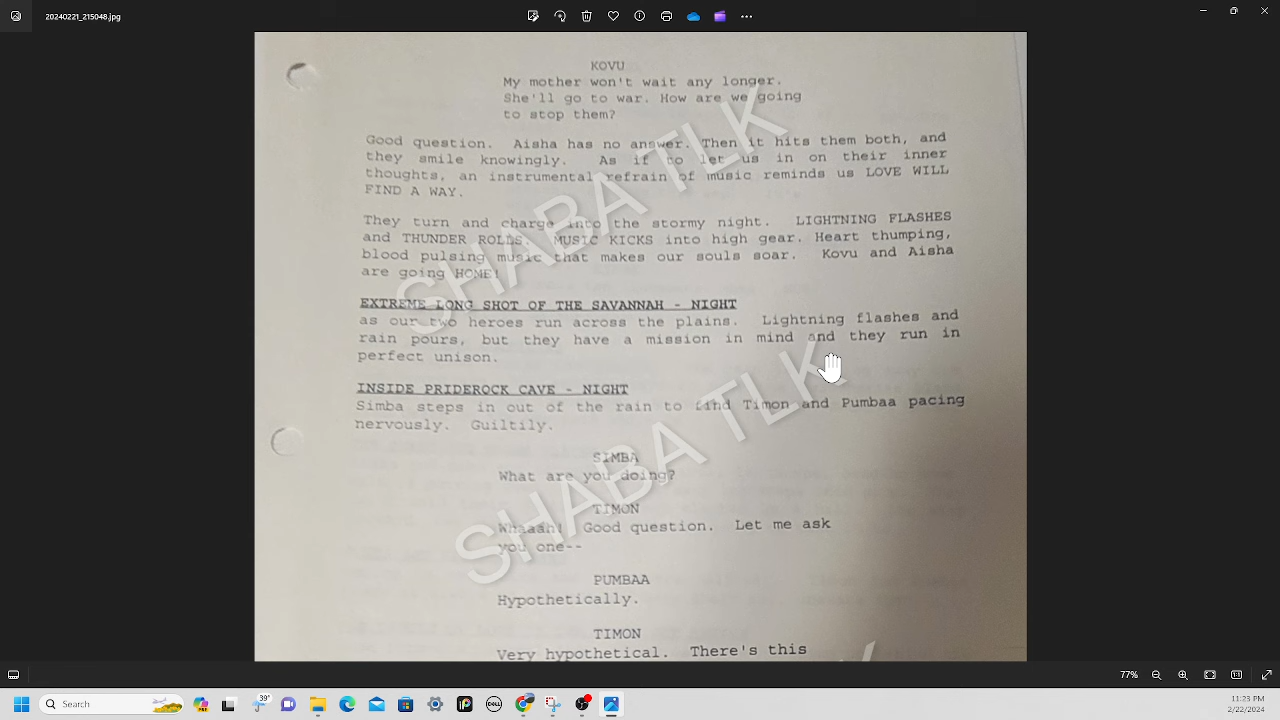 20240221_215048.jpg
KOVU
My mother won't wait any longer.
She'll go to war. How are we going
to stop them?
Good question. Aisha has no answer. Then it hits them both, and
they smile knowingly. As if to let us in on their inner
thoughts, an instrumental refrain of music reminds us LOVE WILL
FIND A WAY.
They turn and charge into the stormy night. LIGHTNING FLASHES
and THUNDER ROLLS. MUSIC KICKS into high gear. Heart thumping,
blood pulsing music that makes our souls soar. Kovu and Aisha
are going HOME!
EXTREME LONG SHOT OF THE SAVANNAH - NIGHT
as our two heroes run across the plains. Lightning flashes and
rain pours, but they have a mission in mind and they run in
perfect unison.
INSIDE PRIDEROCK CAVE - NIGHT
Simba steps in out of the rain to find Timon and Pumbaa pacing
nervously. Guiltily.
SIMBA
What are you doing?
TIMON
Whaaah! Good question. Let me ask
you one--
PUMBAA
Hypothetically.
TIMON
Very hypothetical. There's this
SHABA TLK
SHABA TLK
77%
Search
39°
DELL
11:23 PM
2/22/2024